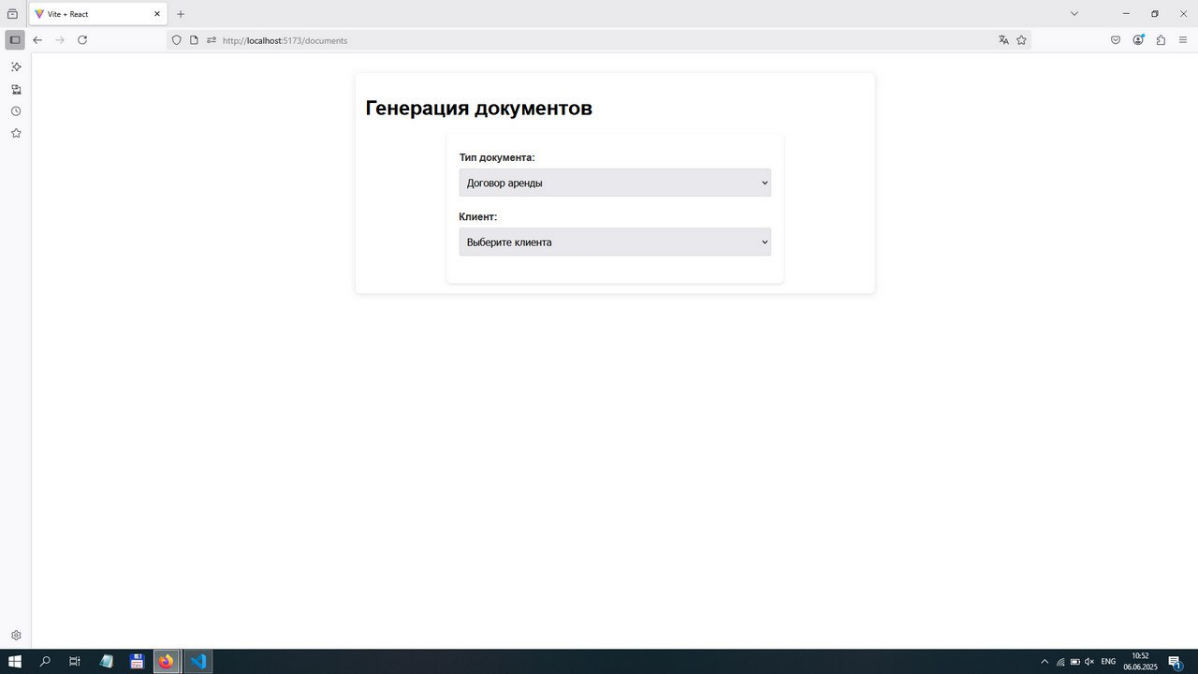 Vite + React
http://localhost:5173/documents
Генерация документов
Тип документа:
Договор аренды
Клиент:
Выберите клиента
ENG
10:52
06.06.2025
1